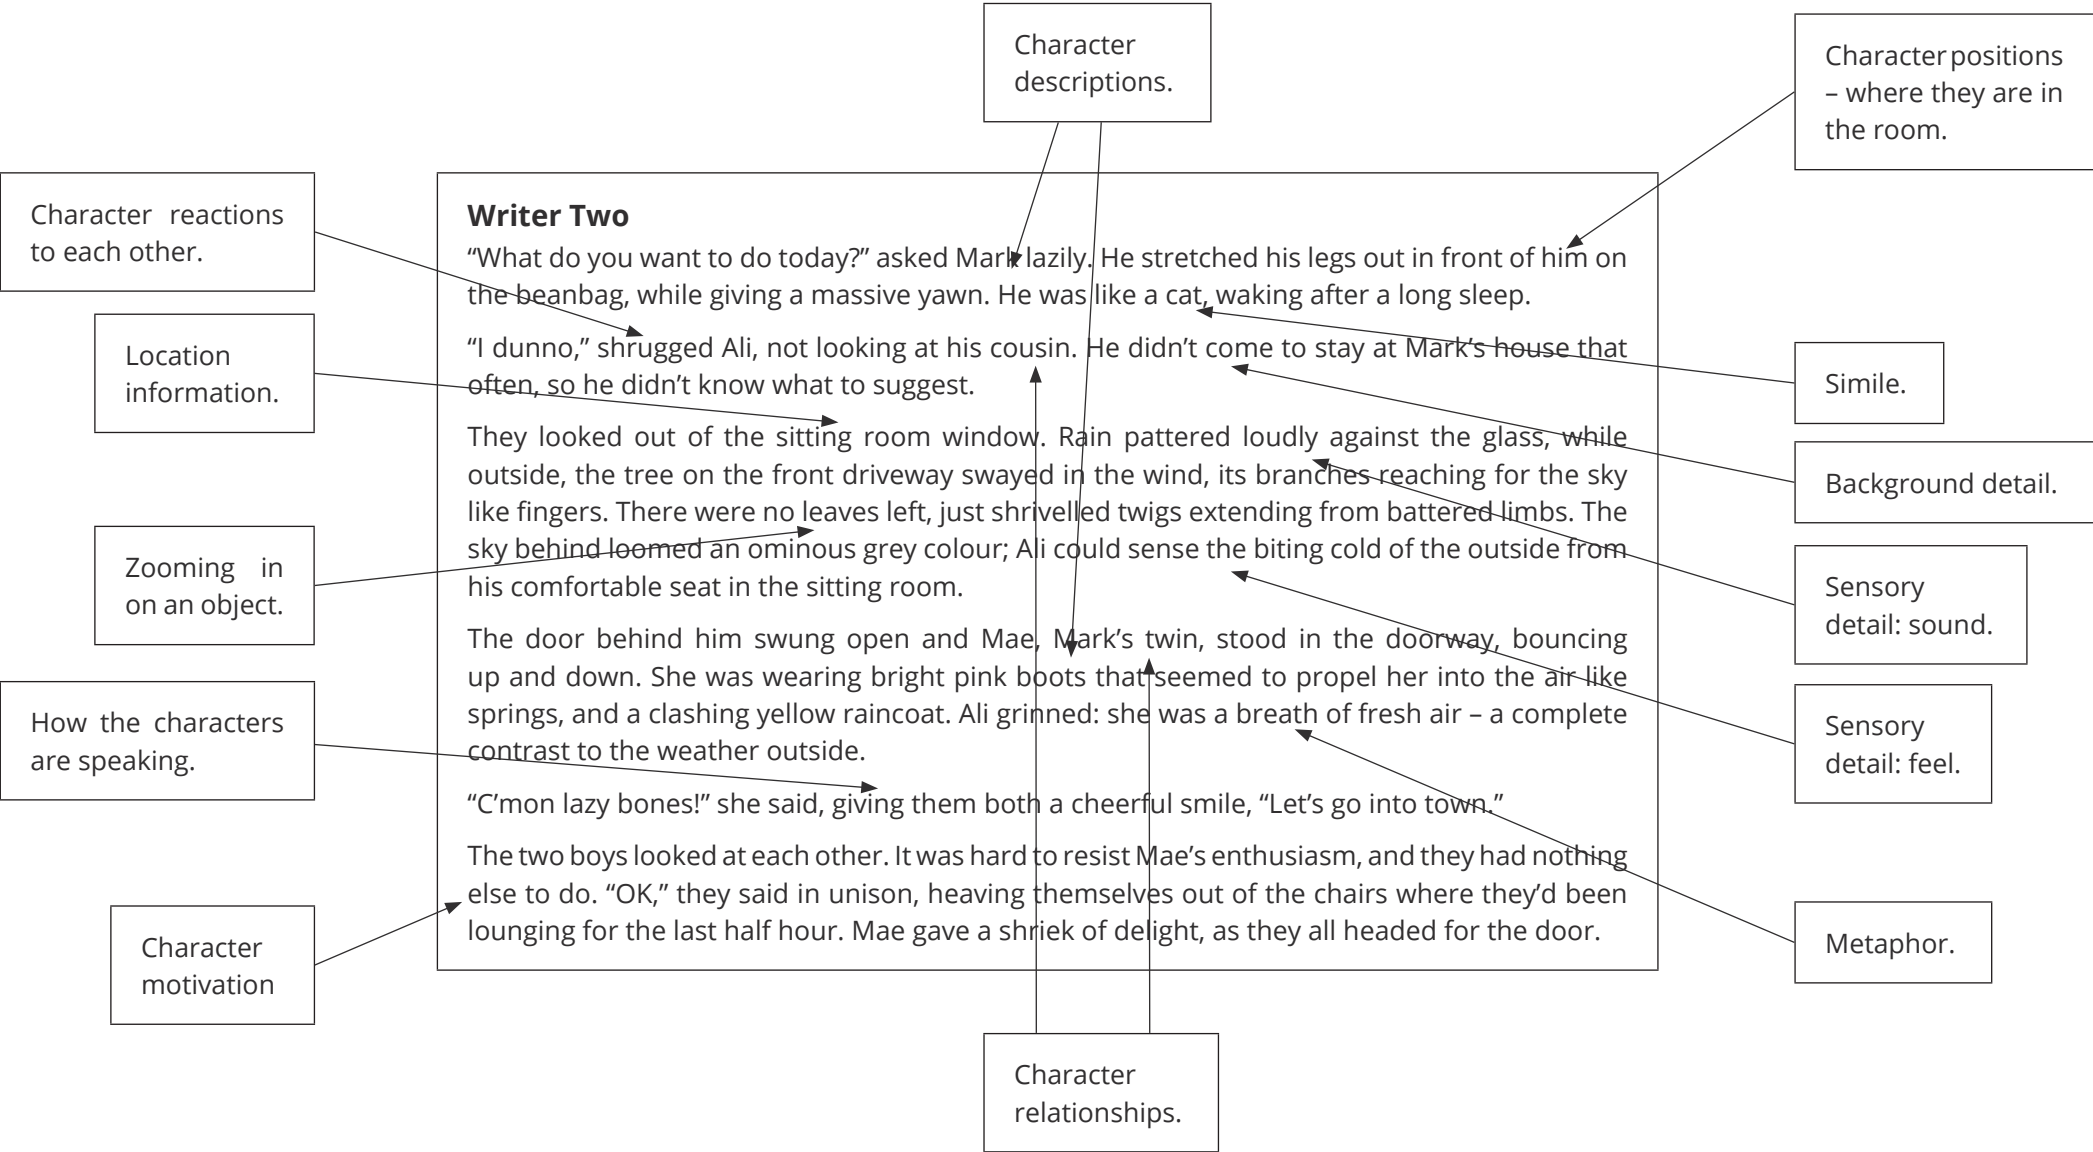 Character
descriptions.
Character positions
– where they are in
the room.
Character reactions
to each other.
Location
information.
Zooming in
on an object.
How the characters
are speaking.
Character
motivation
Writer Two
“What do you want to do today?” asked Mark lazily. He stretched his legs out in front of him on
the beanbag, while giving a massive yawn. He was like a cat, waking after a long sleep.
“I dunno,” shrugged Ali, not looking at his cousin. He didn’t come to stay at Mark’s house that
often, so he didn’t know what to suggest.
They looked out of the sitting room window. Rain pattered loudly against the glass, while
outside, the tree on the front driveway swayed in the wind, its branches reaching for the sky
like fingers. There were no leaves left, just shrivelled twigs extending from battered limbs. The
sky behind loomed an ominous grey colour; Ali could sense the biting cold of the outside from
his comfortable seat in the sitting room.
The door behind him swung open and Mae, Mark’s twin, stood in the doorway, bouncing
up and down. She was wearing bright pink boots that seemed to propel her into the air like
springs, and a clashing yellow raincoat. Ali grinned: she was a breath of fresh air – a complete
contrast to the weather outside.
“C’mon lazy bones!” she said, giving them both a cheerful smile, “Let’s go into town.”
The two boys looked at each other. It was hard to resist Mae’s enthusiasm, and they had nothing
else to do. “OK,” they said in unison, heaving themselves out of the chairs where they’d been
lounging for the last half hour. Mae gave a shriek of delight, as they all headed for the door.
Simile.
Background detail.
Sensory
detail: sound.
Sensory
detail: feel.
Metaphor.
Character
relationships.